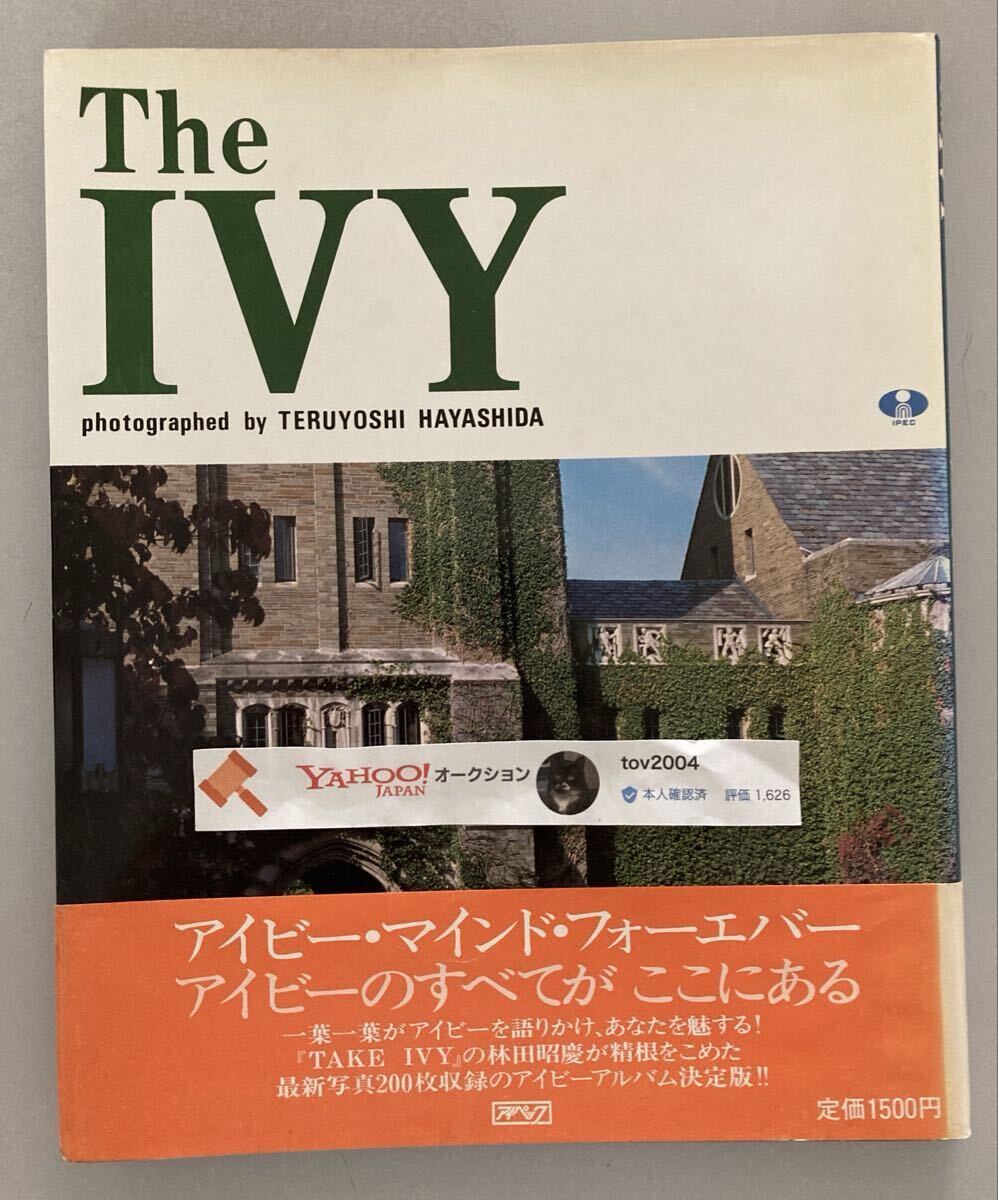 The
IVY
photographed by TERUYOSHI HAYASHIDA
IPEC
YAHOO! オークション
JAPAN
tov2004
本人確認済 評価 1,626
アイビー・マインド・フォーエバー
アイビーのすべてが ここにある
一葉一葉がアイビーを語りかけ、あなたを魅する!
『TAKE IVY』の林田昭慶が精根をこめた
最新写真200枚収録のアイビーアルバム決定版!!
アイペック
定価1500円